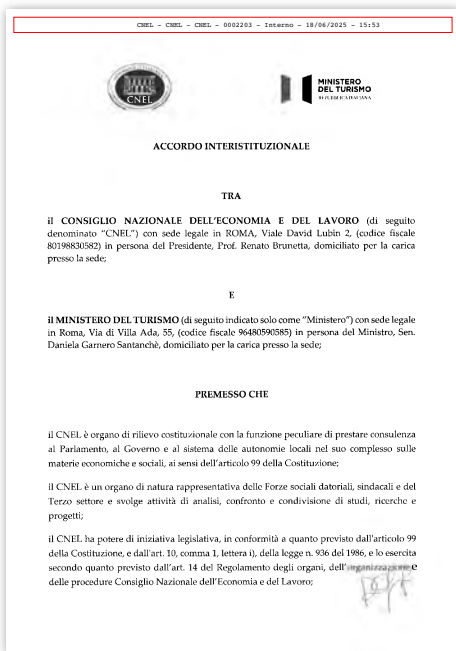 CNEL - CNEL - CNEL - 0002203 - Interno - 18/06/2025 - 15:53
CNEL
MINISTERO
DEL TURISMO
REPUBBLICA ITALIANA
ACCORDO INTERISTITUZIONALE
TRA
il CONSIGLIO NAZIONALE DELL'ECONOMIA E DEL LAVORO (di seguito
denominato "CNEL") con sede legale in ROMA, Viale David Lubin 2, (codice fiscale
80198830582) in persona del Presidente, Prof. Renato Brunetta, domiciliato per la carica
presso la sede;
E
il MINISTERO DEL TURISMO (di seguito indicato solo come "Ministero") con sede legale
in Roma, Via di Villa Ada, 55, (codice fiscale 96480590585) in persona del Ministro, Sen.
Daniela Garnero Santanchè, domiciliato per la carica presso la sede;
PREMESSO CHE
il CNEL è organo di rilievo costituzionale con la funzione peculiare di prestare consulenza
al Parlamento, al Governo e al sistema delle autonomie locali nel suo complesso sulle
materie economiche e sociali, ai sensi dell'articolo 99 della Costituzione;
il CNEL è un organo di natura rappresentativa delle Forze sociali datoriali, sindacali e del
Terzo settore e svolge attività di analisi, confronto e condivisione di studi, ricerche e
progetti;
il CNEL ha potere di iniziativa legislativa, in conformità a quanto previsto dall'articolo 99
della Costituzione, e dall'art. 10, comma 1, lettera i), della legge n. 936 del 1986, e lo esercita
secondo quanto previsto dall'art. 14 del Regolamento degli organi, dell'organizzazione e
delle procedure Consiglio Nazionale dell'Economia e del Lavoro;